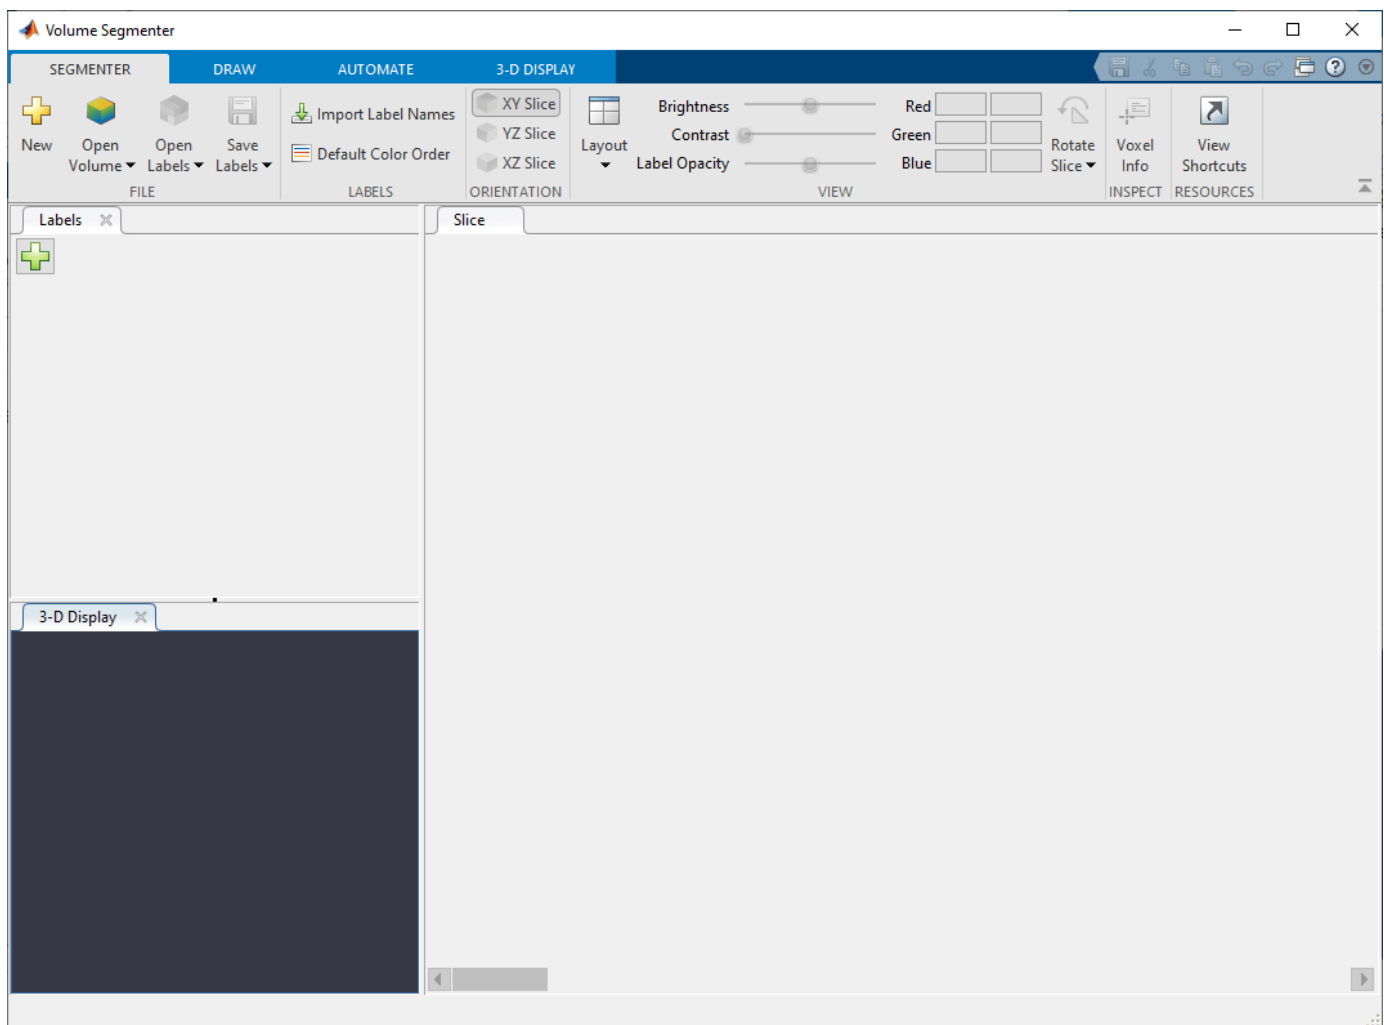 Volume Segmenter
SEGMENTER DRAW AUTOMATE 3-D DISPLAY
New
Open
Volume
Open
Labels
Save
Labels
FILE
Import Label Names
Default Color Order
LABELS
XY Slice
YZ Slice
XZ Slice
ORIENTATION
Layout
Brightness
Contrast
Label Opacity
Red
Green
Blue
Rotate
Slice
VIEW
Voxel
Info
INSPECT
View
Shortcuts
RESOURCES
Labels
Slice
3-D Display